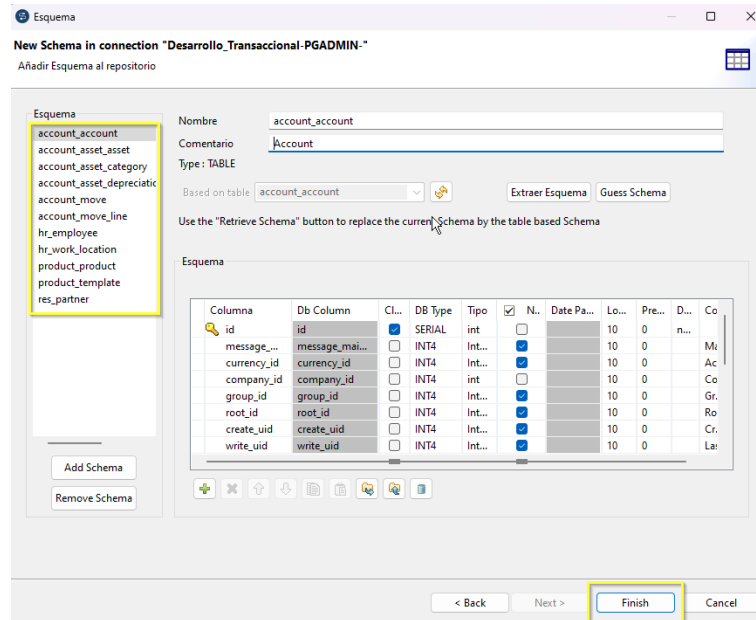 Esquema
New Schema in connection "Desarrollo_Transaccional-PGADMIN-"
Añadir Esquema al repositorio
Esquema
account_account
account_asset_asset
account_asset_category
account_asset_depreciatic
account_move
account_move_line
hr_employee
hr_work_location
product_product
product_template
res_partner
Add Schema
Remove Schema
Nombre account_account
Comentario Account
Type : TABLE
Based on table account_account Extraer Esquema Guess Schema
Use the "Retrieve Schema" button to replace the current Schema by the table based Schema
Esquema
Columna Db Column Cl... DB Type Tipo N.. Date Pa... Lo... Pre... D... Co
id id SERIAL int 10 0 n...
message_... message_mai... INT4 Int... 10 0 Ma
currency_id currency_id INT4 Int... 10 0 Ac
company_id company_id INT4 int 10 0 Co
group_id group_id INT4 Int... 10 0 Gr.
root_id root_id INT4 Int... 10 0 Ro
create_uid create_uid INT4 Int... 10 0 Cr.
write_uid write_uid INT4 Int... 10 0 Las
< Back Next > Finish Cancel